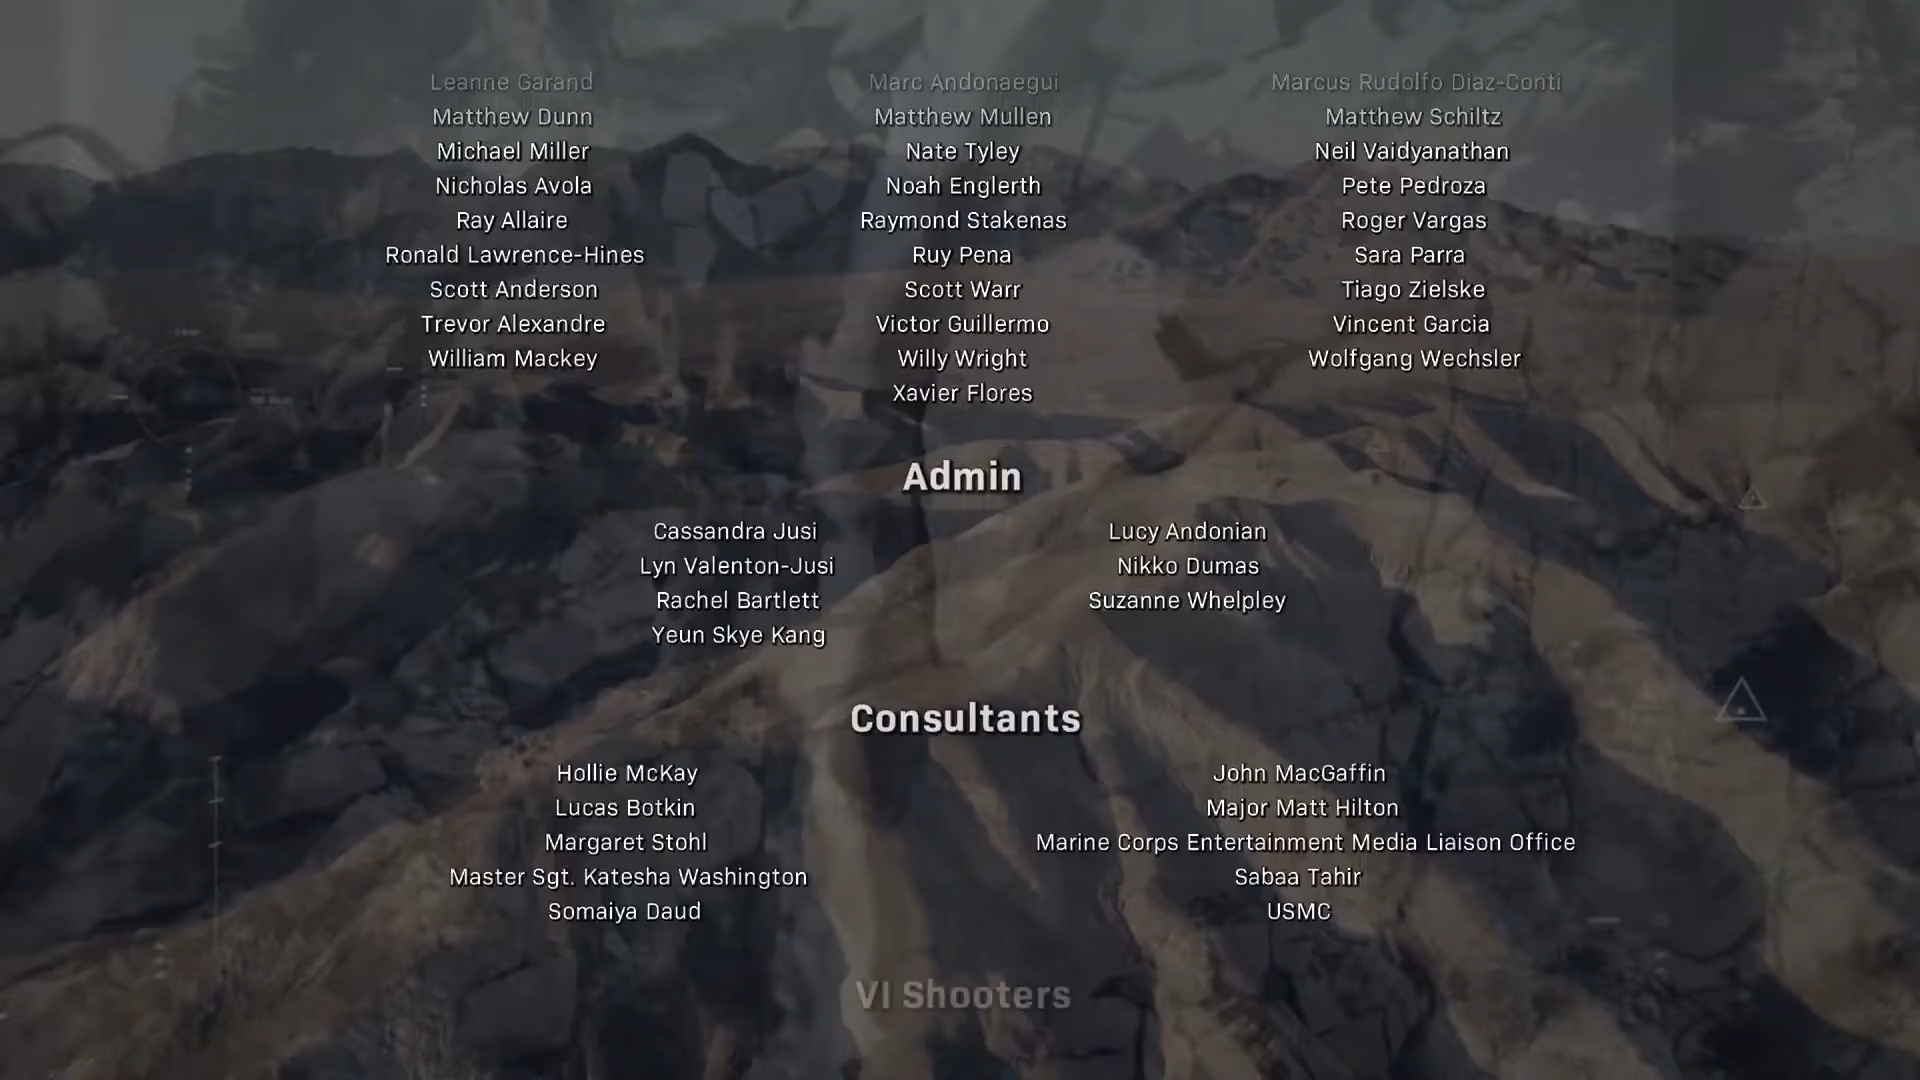 Leanne Garand Marc Andonaegui Marcus Rudolfo Diaz-Conti
Matthew Dunn Matthew Mullen Matthew Schiltz
Michael Miller Nate Tyley Neil Vaidyanathan
Nicholas Avola Noah Englerth Pete Pedroza
Ray Allaire Raymond Stakenas Roger Vargas
Ronald Lawrence-Hines Ruy Pena Sara Parra
Scott Anderson Scott Warr Tiago Zielske
Trevor Alexandre Victor Guillermo Vincent Garcia
William Mackey Willy Wright Wolfgang Wechsler
Xavier Flores
Admin
Cassandra Jusi Lucy Andonian
Lyn Valenton-Jusi Nikko Dumas
Rachel Bartlett Suzanne Whelpley
Yeun Skye Kang
Consultants
Hollie McKay John MacGaffin
Lucas Botkin Major Matt Hilton
Margaret Stohl Marine Corps Entertainment Media Liaison Office
Master Sgt. Katesha Washington Sabaa Tahir
Somaiya Daud USMC
VI Shooters